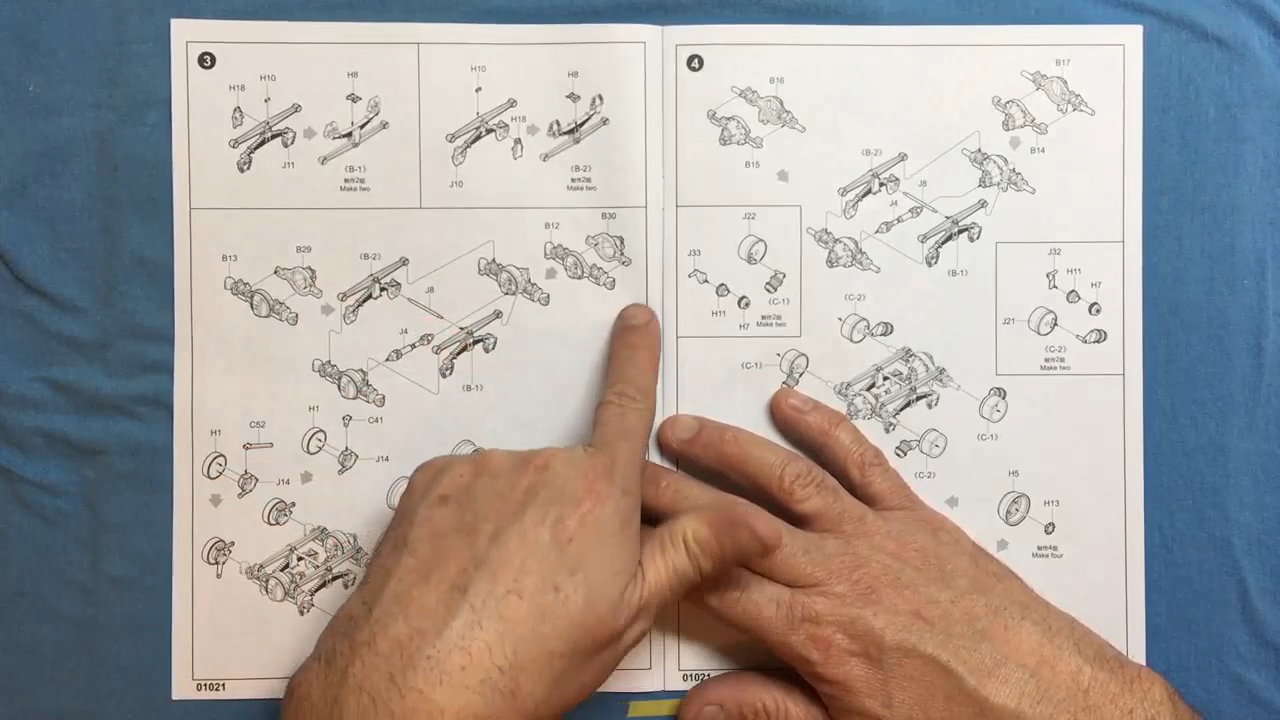 3
H18
H10
H8
J11
《B-1》
制作2组
Make two
H10
H8
H18
J10
《B-2》
制作2组
Make two
B13
B29
《B-2》
J8
J4
《B-1》
B12
B30
H1
C52
J14
H1
C41
J14
01021
4
B16
B15
B17
B14
《B-2》
J8
J4
《B-1》
J33
J22
H11
H7
《C-1》
制作2组
Make two
J32
H11
H7
J21
《C-2》
制作2组
Make two
《C-2》
《C-1》
《C-1》
《C-2》
H5
H13
制作4组
Make four
01021